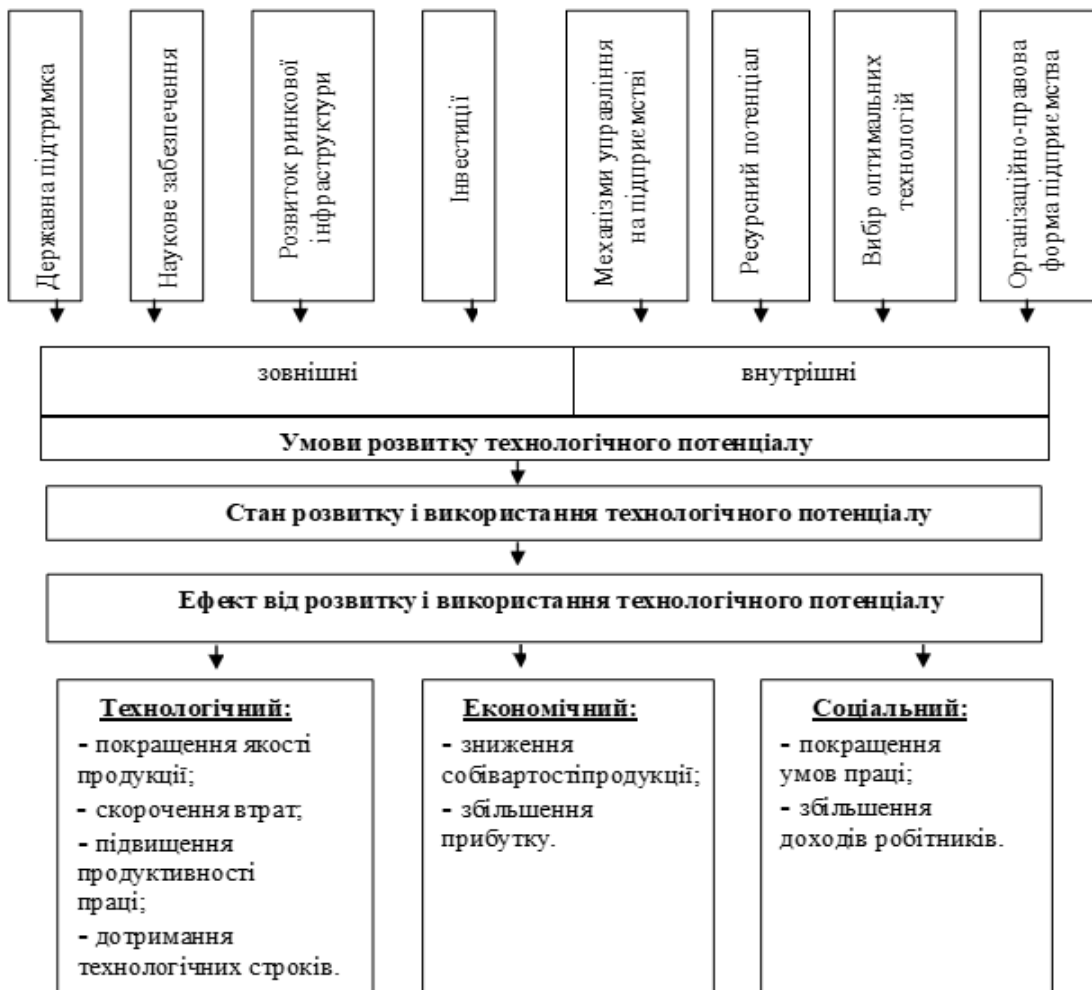 Державна підтримка
Наукове забезпечення
Розвиток ринкової
інфраструктури
Інвестиції
Механізми управління
на підприємстві
Ресурсний потенціал
Вибір оптимальних
технологій
Організаційно-правова
форма підприємства
зовнішні
внутрішні
Умови розвитку технологічного потенціалу
Стан розвитку і використання технологічного потенціалу
Ефект від розвитку і використання технологічного потенціалу
Технологічний:
- покращення якості
продукції;
- скорочення втрат;
- підвищення
продуктивності
праці;
- дотримання
технологічних строків.
Економічний:
- зниження
собівартостіпродукції;
- збільшення
прибутку.
Соціальний:
- покращення
умов праці;
- збільшення
доходів робітників.